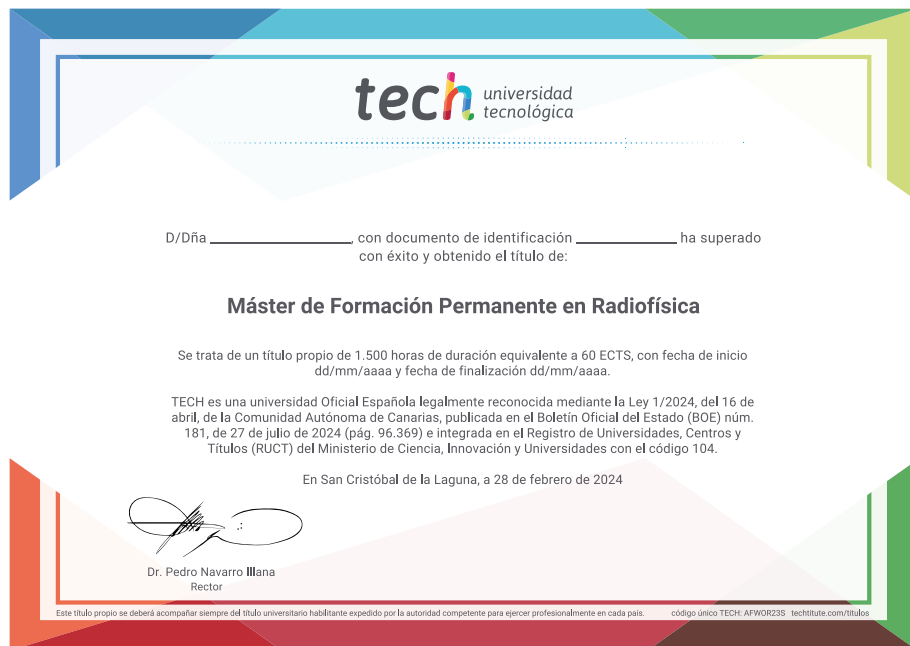 tech universidad
tecnológica
D/Dña ________________, con documento de identificación ____________ ha superado
con éxito y obtenido el título de:
Máster de Formación Permanente en Radiofísica
Se trata de un título propio de 1.500 horas de duración equivalente a 60 ECTS, con fecha de inicio
dd/mm/aaaa y fecha de finalización dd/mm/aaaa.
TECH es una universidad Oficial Española legalmente reconocida mediante la Ley 1/2024, del 16 de
abril, de la Comunidad Autónoma de Canarias, publicada en el Boletín Oficial del Estado (BOE) núm.
181, de 27 de julio de 2024 (pág. 96.369) e integrada en el Registro de Universidades, Centros y
Títulos (RUCT) del Ministerio de Ciencia, Innovación y Universidades con el código 104.
En San Cristóbal de la Laguna, a 28 de febrero de 2024
Dr. Pedro Navarro Illana
Rector
Este título propio se deberá acompañar siempre del título universitario habilitante expedido por la autoridad competente para ejercer profesionalmente en cada país. código único TECH: AFWOR23S techtitute.com/titulos